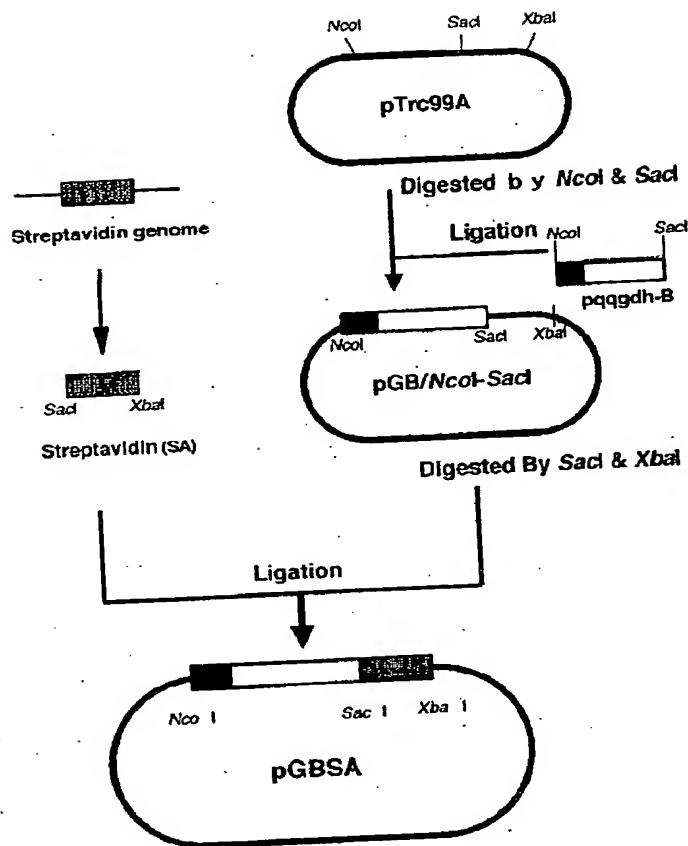 NcoI
SacI
XbaI
pTrc99A
Digested b y NcoI & SacI
Ligation
NcoI
SacI
pqqgdh-B
Streptavidin genome
NcoI
SacI
XbaI
pGB/NcoI-SacI
SacI
XbaI
Streptavidin (SA)
Digested By SacI & XbaI
Ligation
Nco I
Sac I
Xba I
pGBSA